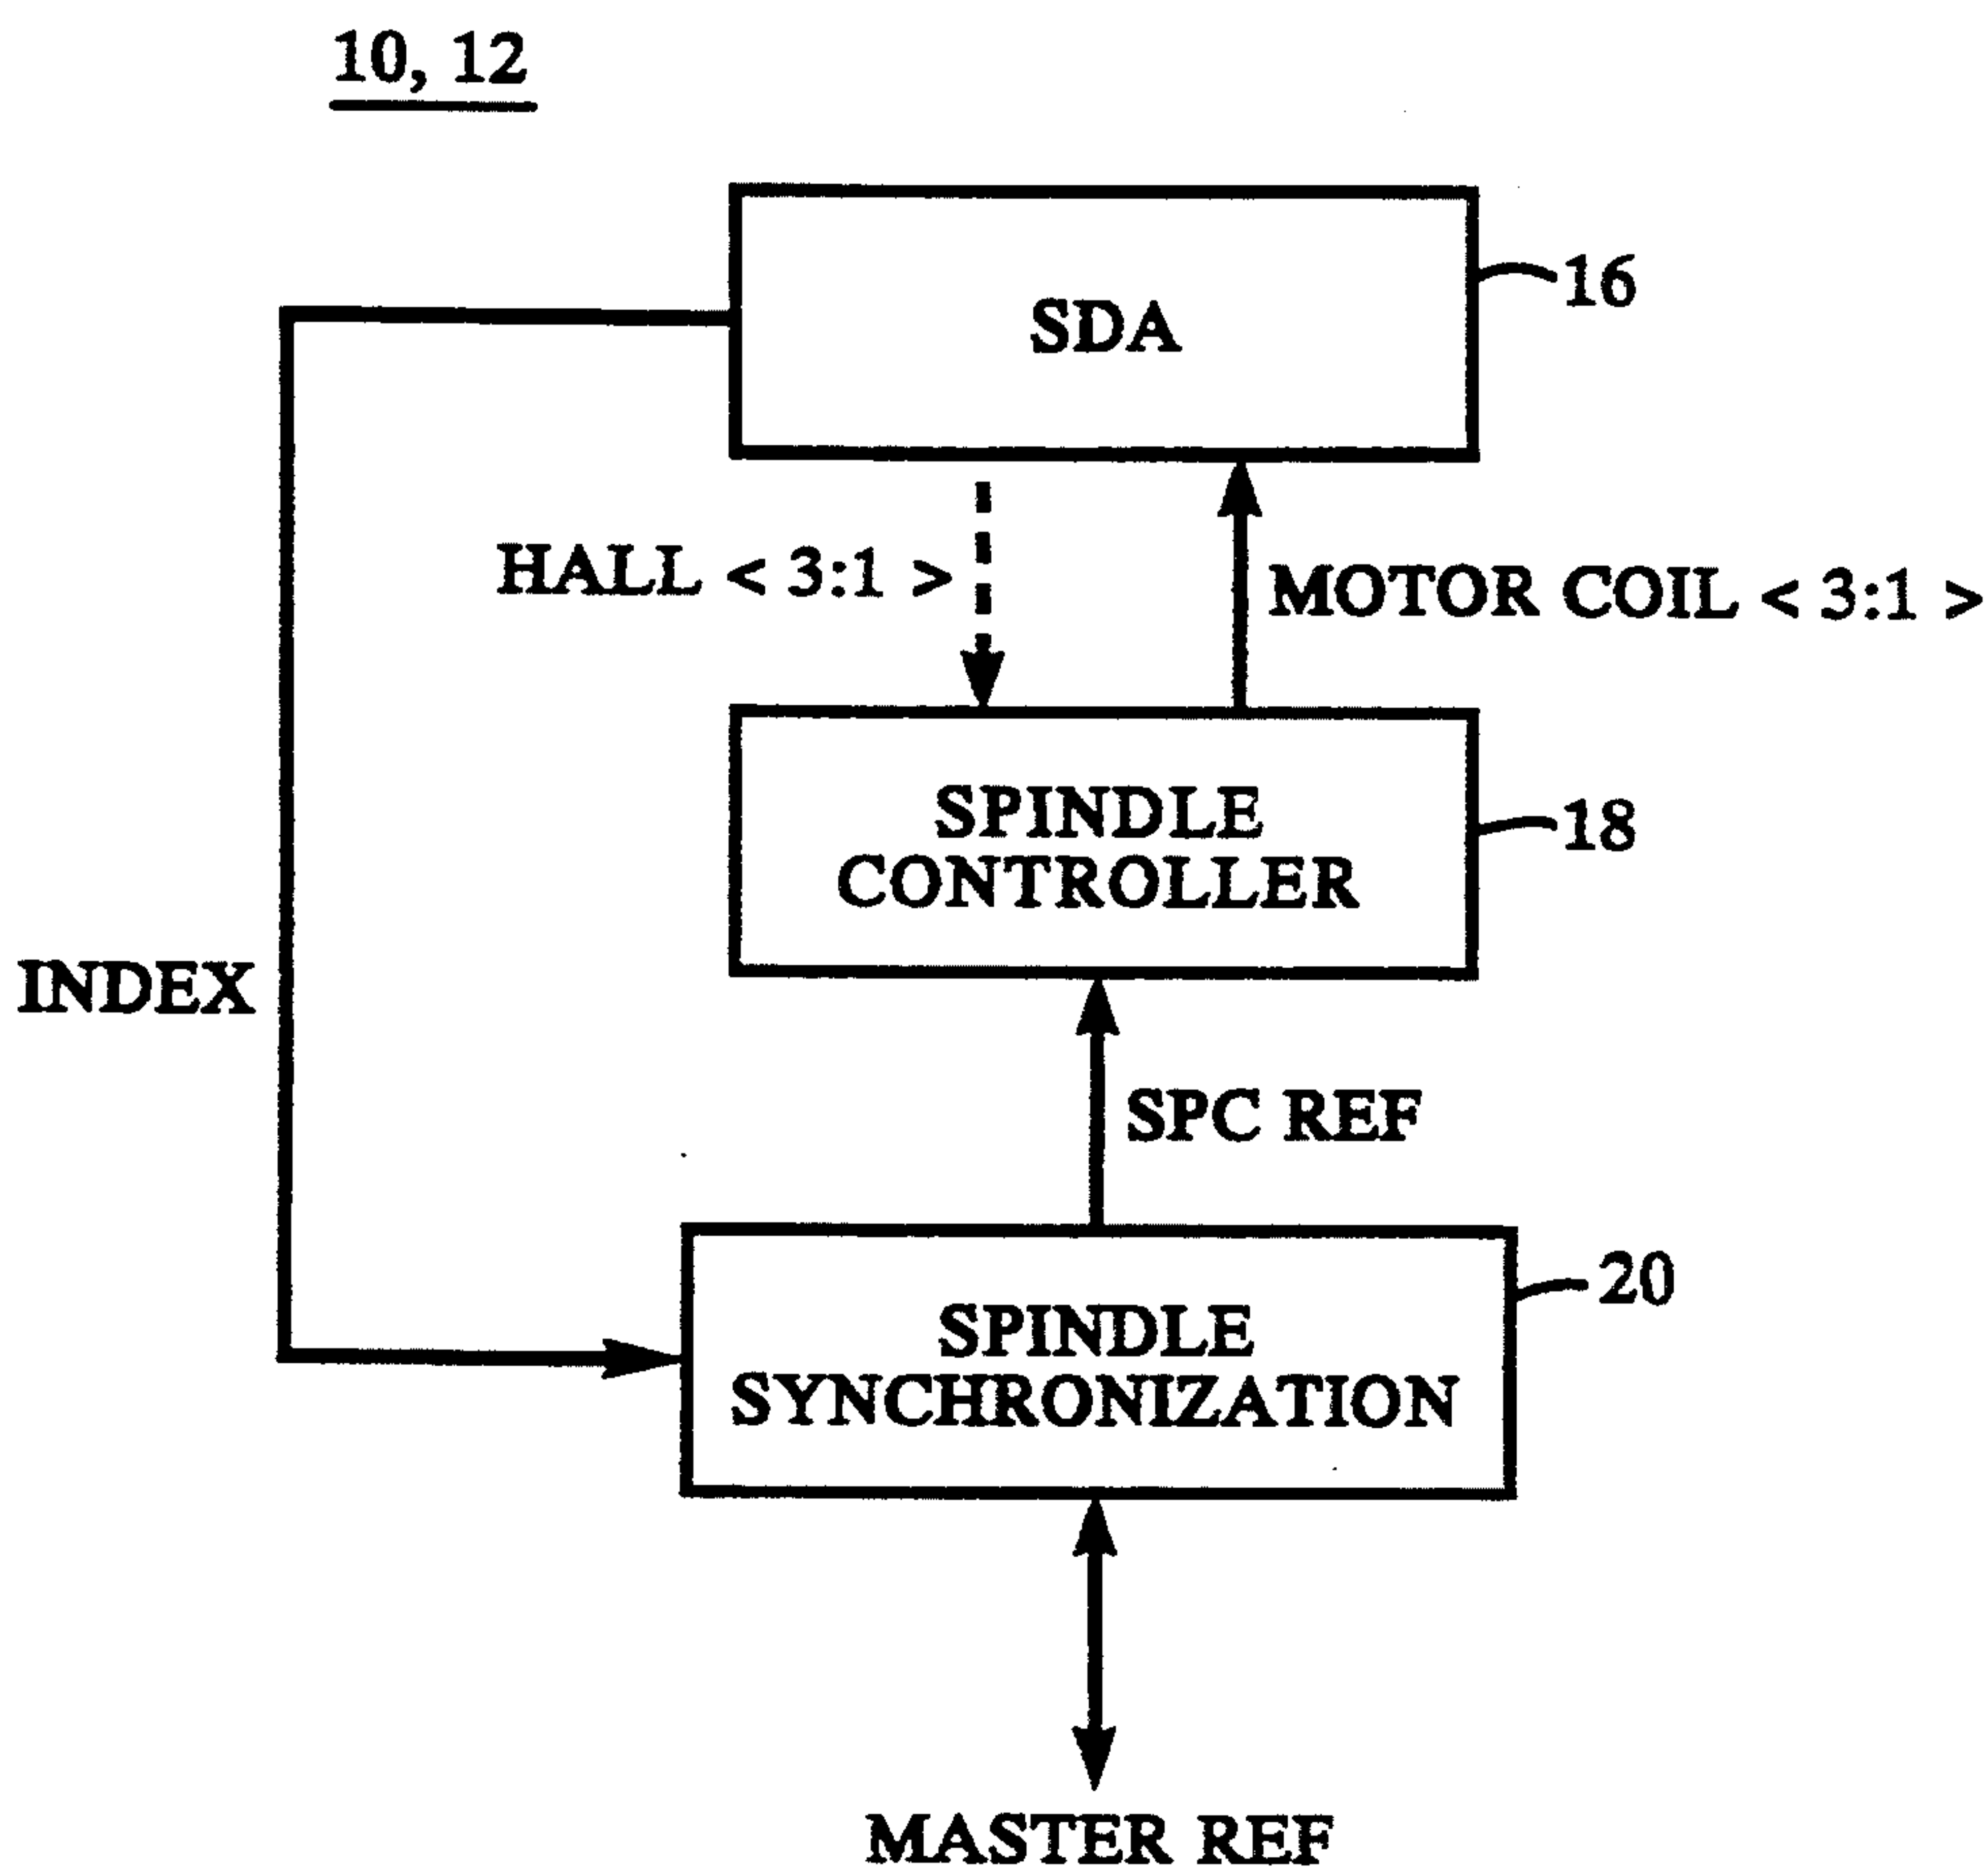 10, 12
SDA
16
HALL < 3:1 >
MOTOR COIL < 3:1 >
SPINDLE
CONTROLLER
18
INDEX
SPC REF
SPINDLE
SYNCHRONIZATION
20
MASTER REF